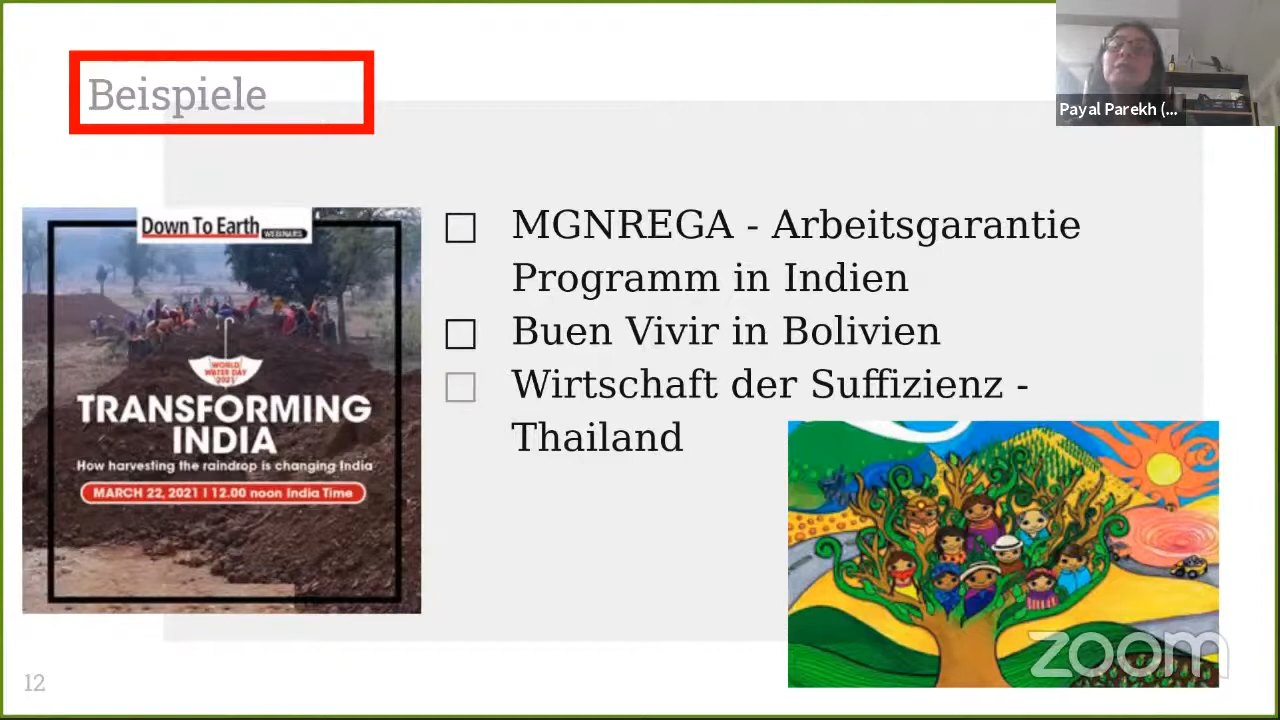 Beispiele
Payal Parekh (...
Down To Earth
WEBINARS
MGNREGA - Arbeitsgarantie
Programm in Indien
Buen Vivir in Bolivien
Wirtschaft der Suffizienz -
Thailand
WORLD
WATER DAY
2021
TRANSFORMING
INDIA
How harvesting the raindrop is changing India
MARCH 22, 2021 I 12.00 noon India Time
zoom
12